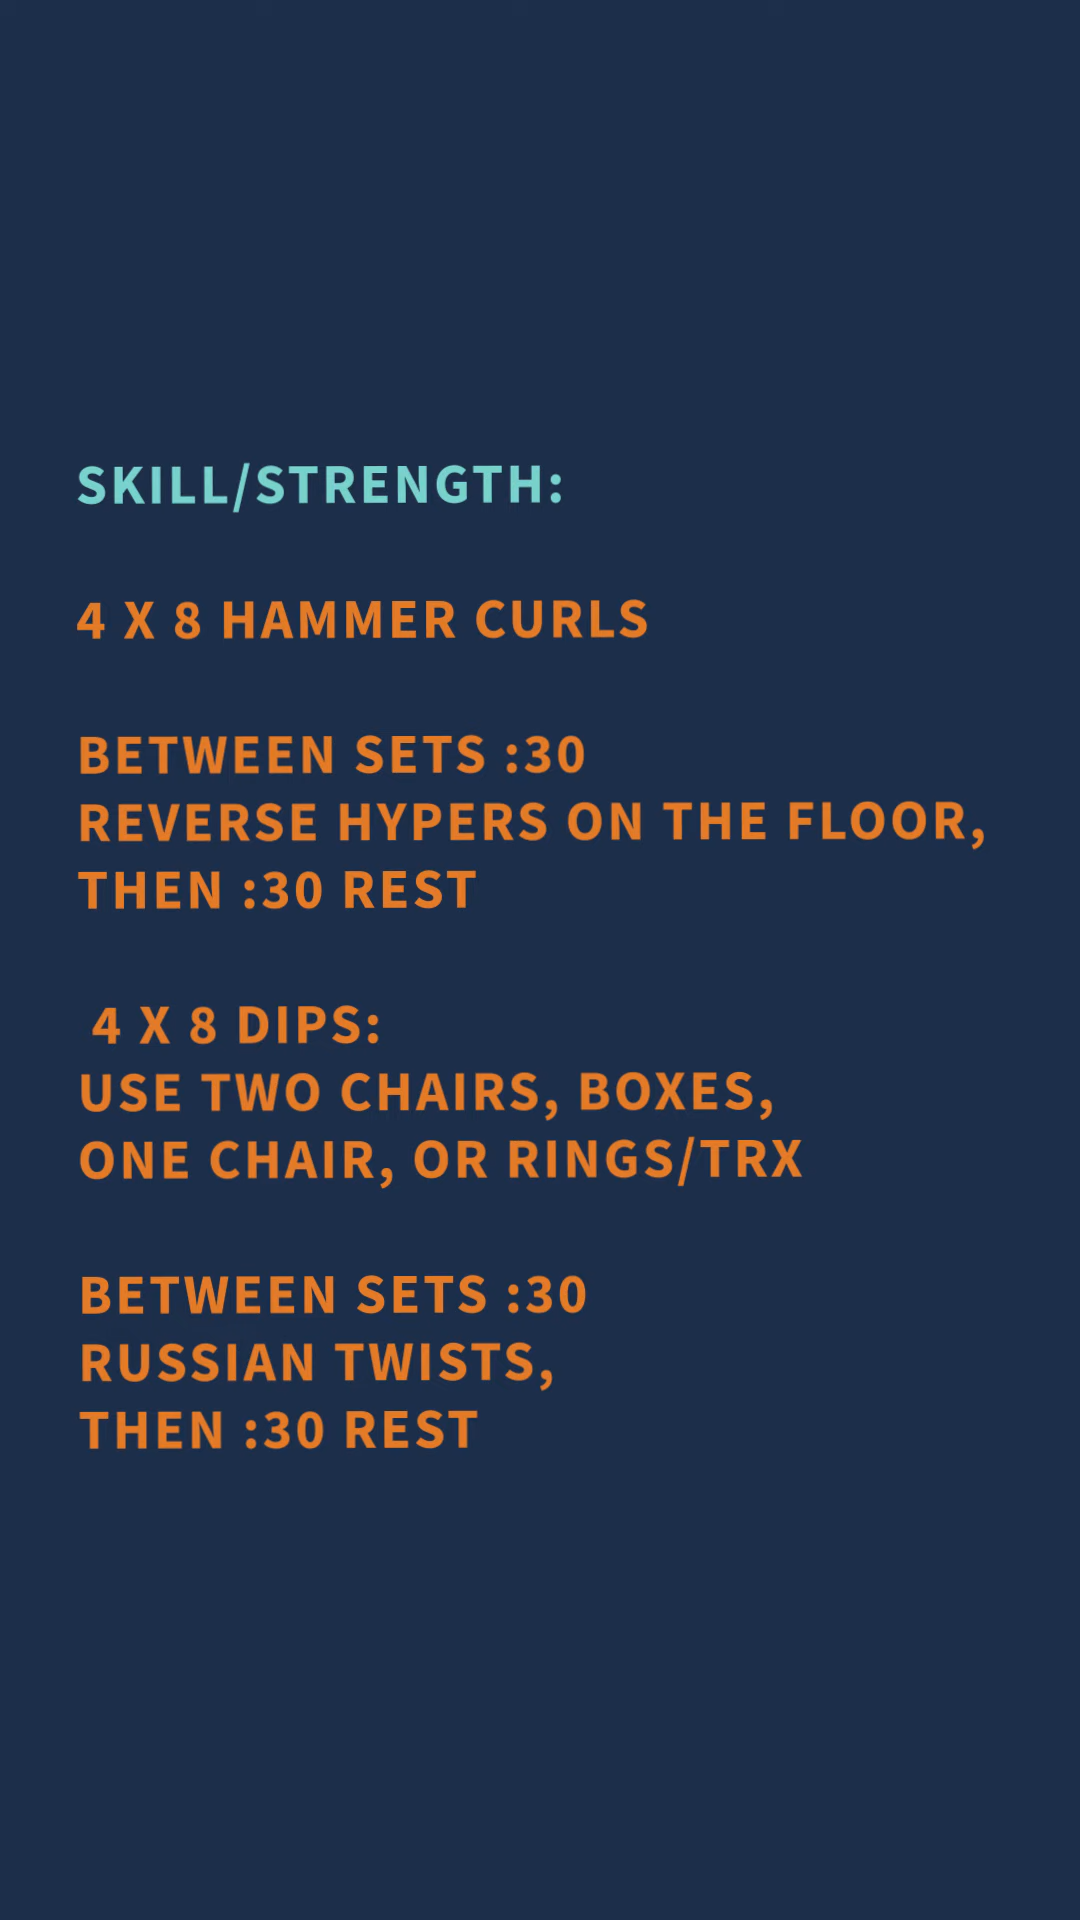 SKILL/STRENGTH:
4 X 8 HAMMER CURLS
BETWEEN SETS :30
REVERSE HYPERS ON THE FLOOR,
THEN :30 REST
4 X 8 DIPS:
USE TWO CHAIRS, BOXES,
ONE CHAIR, OR RINGS/TRX
BETWEEN SETS :30
RUSSIAN TWISTS,
THEN :30 REST